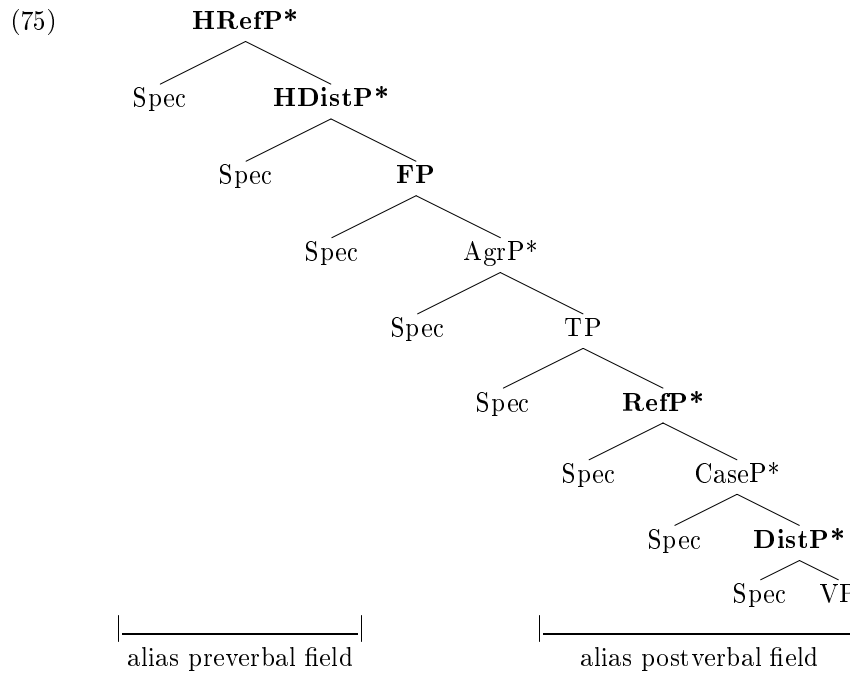 (75) HRefP*
Spec HDistP*
Spec FP
Spec AgrP*
Spec TP
Spec RefP*
Spec CaseP*
Spec DistP*
Spec
alias preverbal field alias postverbal field